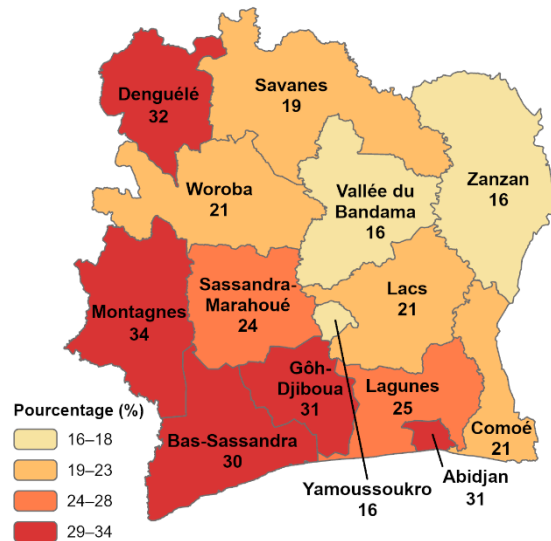 Denguélé
32
Savanes
19
Zanzan
16
Woroba
21
Vallée du
Bandama
16
Sassandra-
Marahoué
24
Lacs
21
Montagnes
34
Gôh-
Djiboua
31
Lagunes
25
Bas-Sassandra
30
Comoé
21
Abidjan
31
Yamoussoukro
16
Pourcentage (%)
16–18
19–23
24–28
29–34